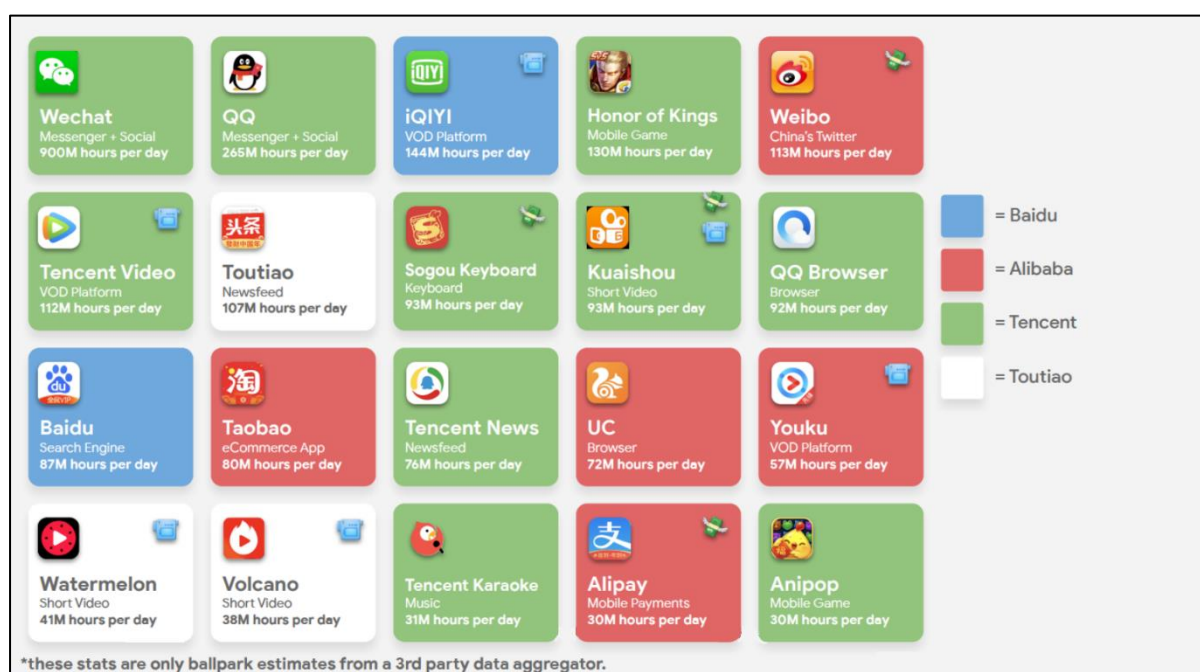 Wechat
Messenger + Social
900M hours per day
QQ
Messenger + Social
265M hours per day
iQIYI
iQIYI
VOD Platform
144M hours per day
Honor of Kings
Mobile Game
130M hours per day
Weibo
China's Twitter
113M hours per day
Tencent Video
VOD Platform
112M hours per day
头条
Toutiao
Newsfeed
107M hours per day
S
Sogou Keyboard
Keyboard
93M hours per day
Kuaishou
Short Video
93M hours per day
QQ Browser
Browser
92M hours per day
= Baidu
= Alibaba
= Tencent
= Toutiao
du
Baidu
Search Engine
87M hours per day
淘
Taobao
eCommerce App
80M hours per day
Tencent News
Newsfeed
76M hours per day
UC
Browser
72M hours per day
Youku
VOD Platform
57M hours per day
Watermelon
Short Video
41M hours per day
Volcano
Short Video
38M hours per day
Tencent Karaoke
Music
31M hours per day
支
Alipay
Mobile Payments
30M hours per day
Anipop
Mobile Game
30M hours per day
*these stats are only ballpark estimates from a 3rd party data aggregator.